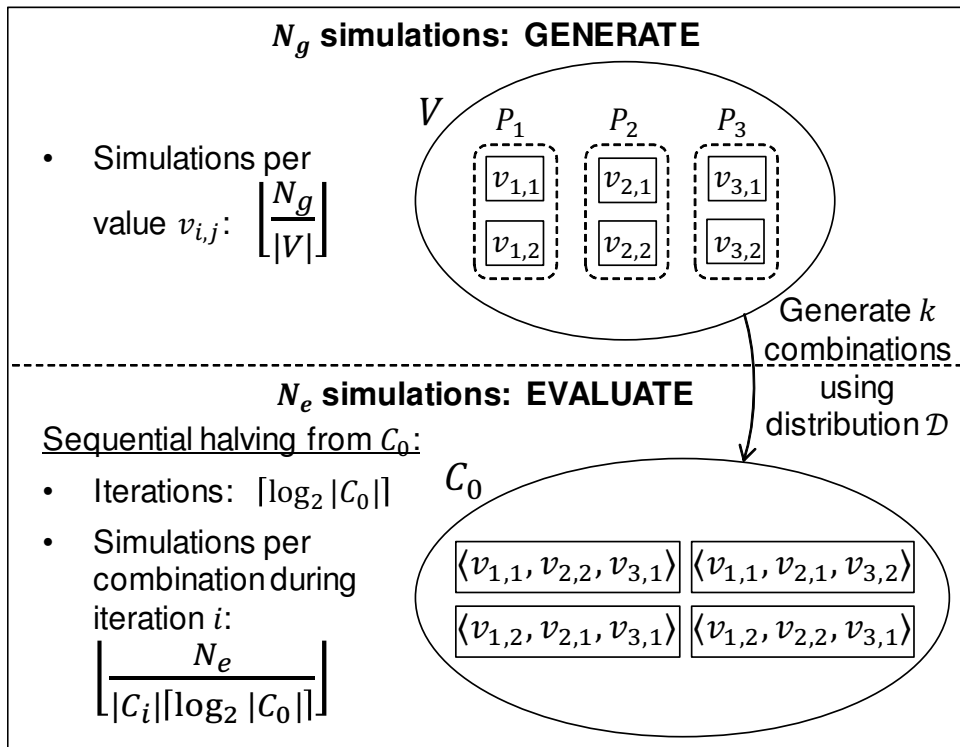 N_g simulations: GENERATE
V
P_1 P_2 P_3
• Simulations per
value v_{i,j}: ⌊N_g / |V|⌋
v_{1,1} v_{2,1} v_{3,1}
v_{1,2} v_{2,2} v_{3,2}
Generate k
combinations
using
distribution 𝒟
N_e simulations: EVALUATE
Sequential halving from C_0:
• Iterations: ⌈log_2 |C_0|⌉
• Simulations per
combination during
iteration i:
⌊N_e / |C_i|⌈log_2 |C_0|⌉⌋
C_0
⟨v_{1,1}, v_{2,2}, v_{3,1}⟩ ⟨v_{1,1}, v_{2,1}, v_{3,2}⟩
⟨v_{1,2}, v_{2,1}, v_{3,1}⟩ ⟨v_{1,2}, v_{2,2}, v_{3,1}⟩